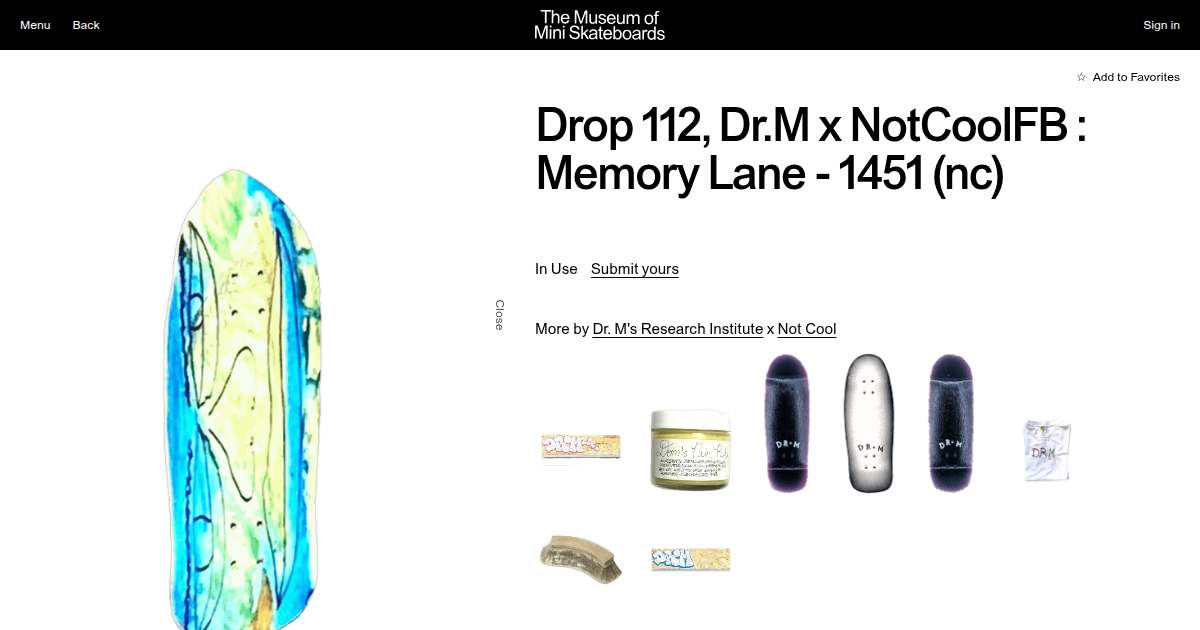 Menu
Back
The Museum of
Mini Skateboards
Sign in
☆ Add to Favorites
Drop 112, Dr.M x NotCoolFB :
Memory Lane - 1451 (nc)
In Use
Submit yours
Close
More by Dr. M's Research Institute x Not Cool
DR•M
DR•M
DR•M
DR•M